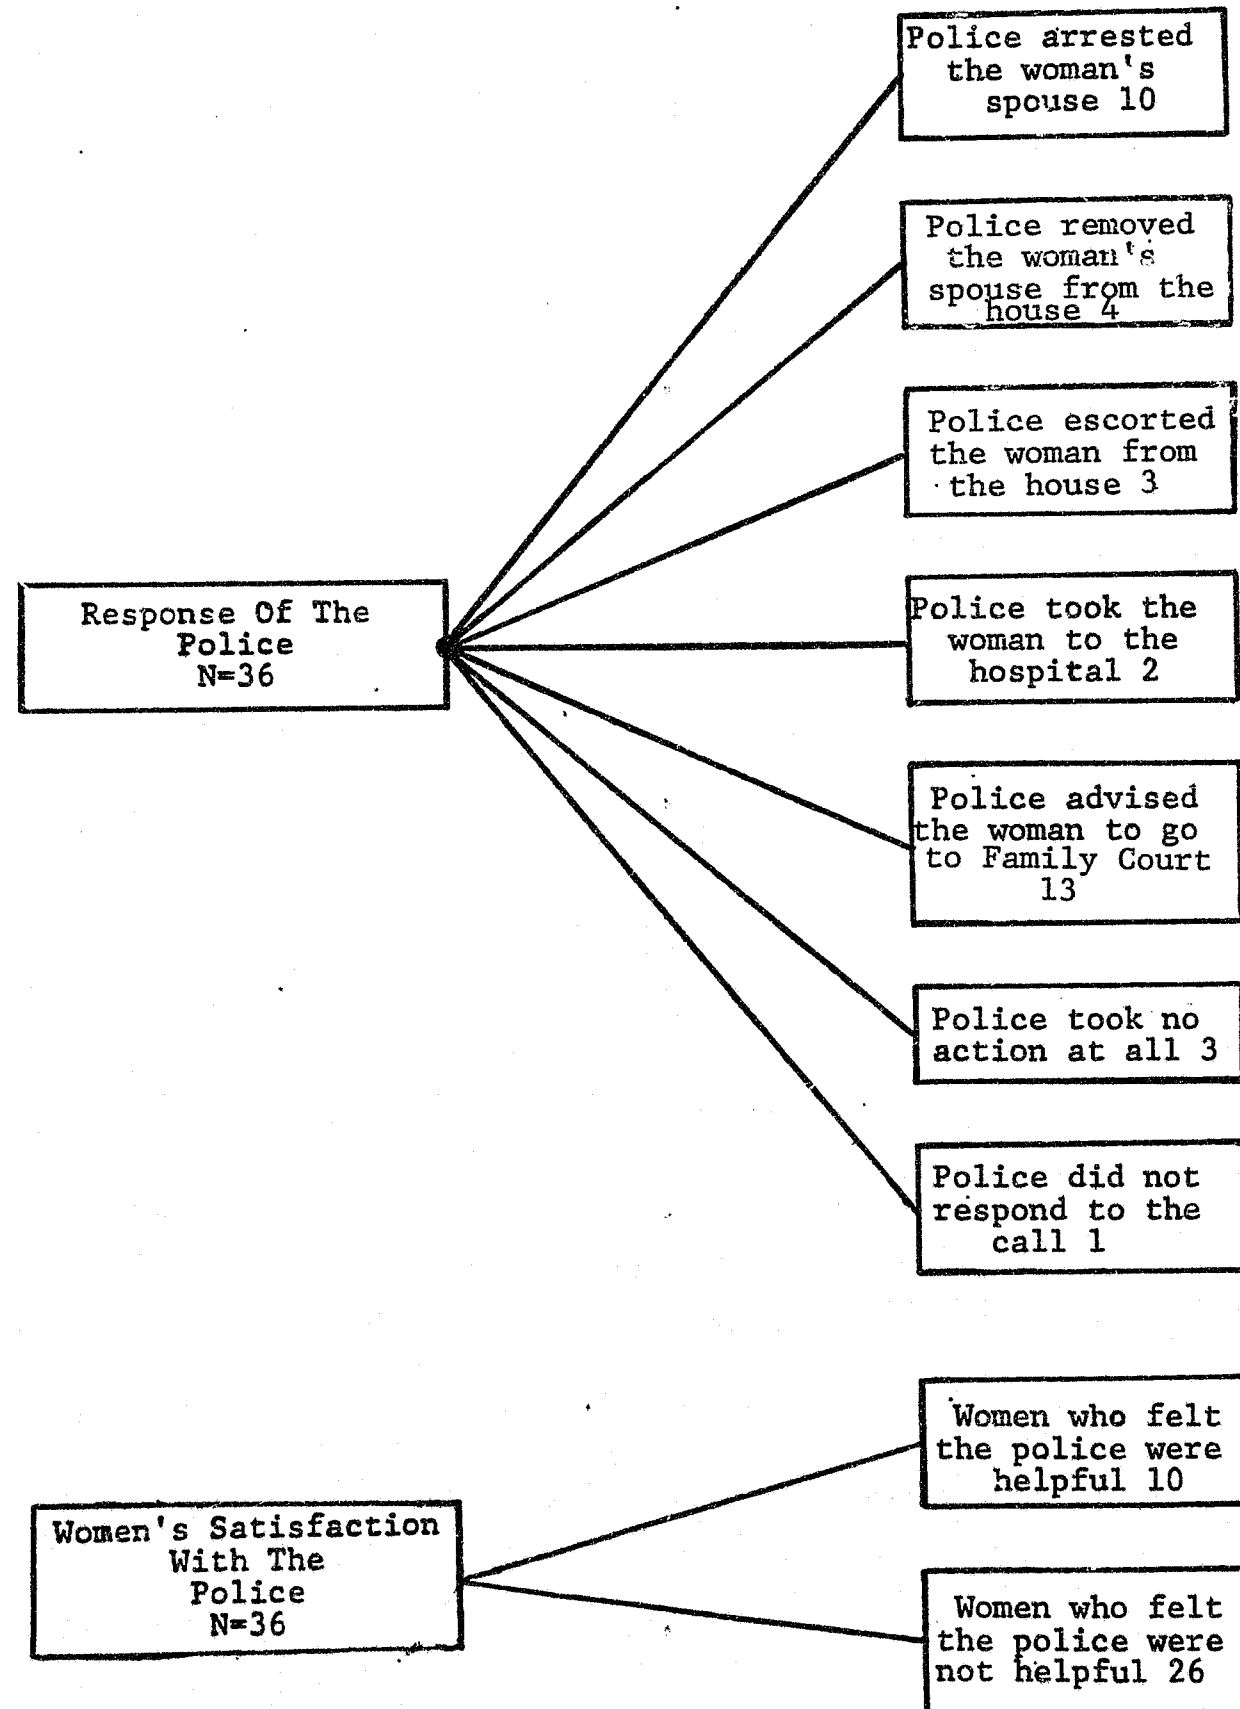 Police arrested
the woman's
spouse 10
Police removed
the woman's
spouse from the
house 4
Police escorted
the woman from
the house 3
Response Of The
Police
N=36
Police took the
woman to the
hospital 2
Police advised
the woman to go
to Family Court
13
Police took no
action at all 3
Police did not
respond to the
call 1
Women who felt
the police were
helpful 10
Women's Satisfaction
With The
Police
N=36
Women who felt
the police were
not helpful 26